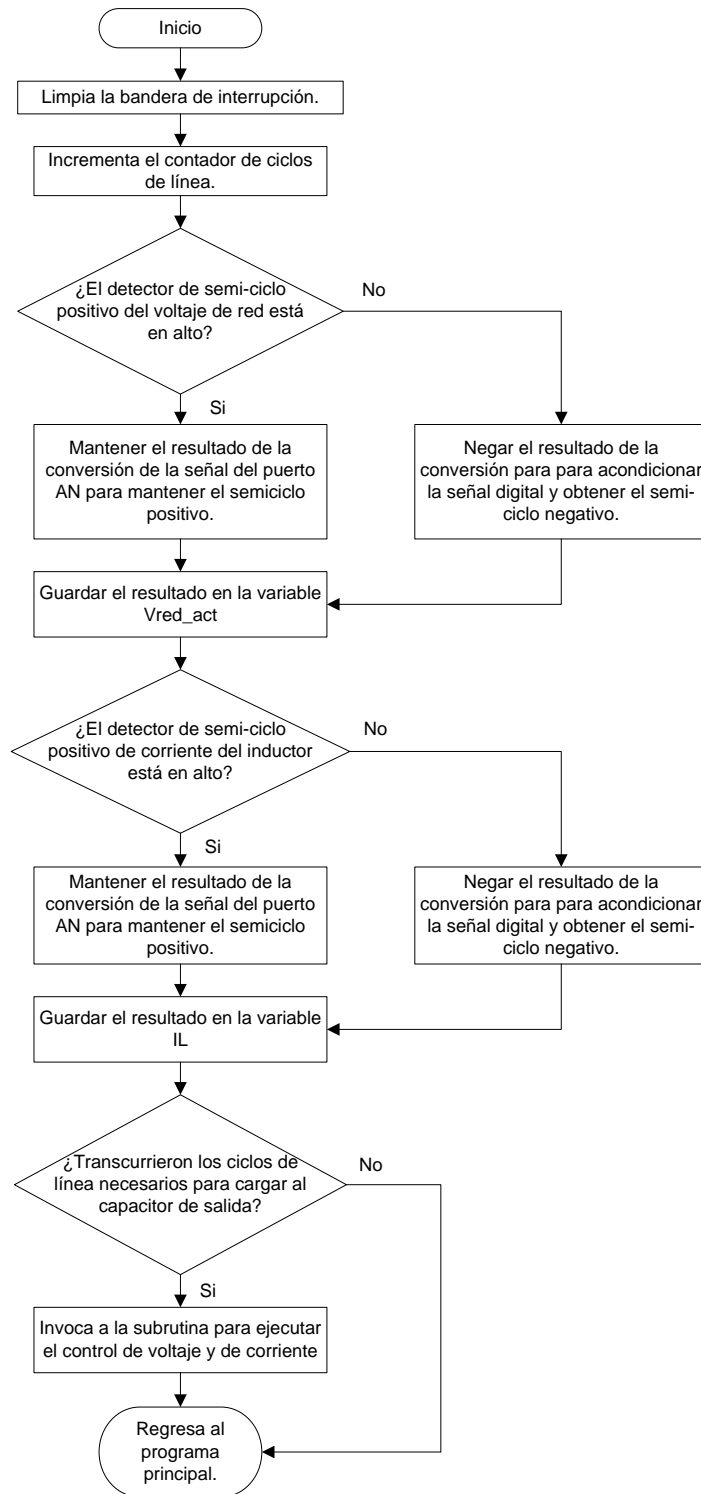 Inicio
Limpia la bandera de interrupción.
Incrementa el contador de ciclos
de línea.
¿El detector de semi-ciclo
positivo del voltaje de red está
en alto?
No
Si
Mantener el resultado de la
conversión de la señal del puerto
AN para mantener el semiciclo
positivo.
Negar el resultado de la
conversión para para acondicionar
la señal digital y obtener el semi-
ciclo negativo.
Guardar el resultado en la variable
Vred_act
¿El detector de semi-ciclo
positivo de corriente del inductor
está en alto?
No
Si
Mantener el resultado de la
conversión de la señal del puerto
AN para mantener el semiciclo
positivo.
Negar el resultado de la
conversión para para acondicionar
la señal digital y obtener el semi-
ciclo negativo.
Guardar el resultado en la variable
IL
¿Transcurrieron los ciclos de
línea necesarios para cargar al
capacitor de salida?
No
Si
Invoca a la subrutina para ejecutar
el control de voltaje y de corriente
Regresa al
programa
principal.